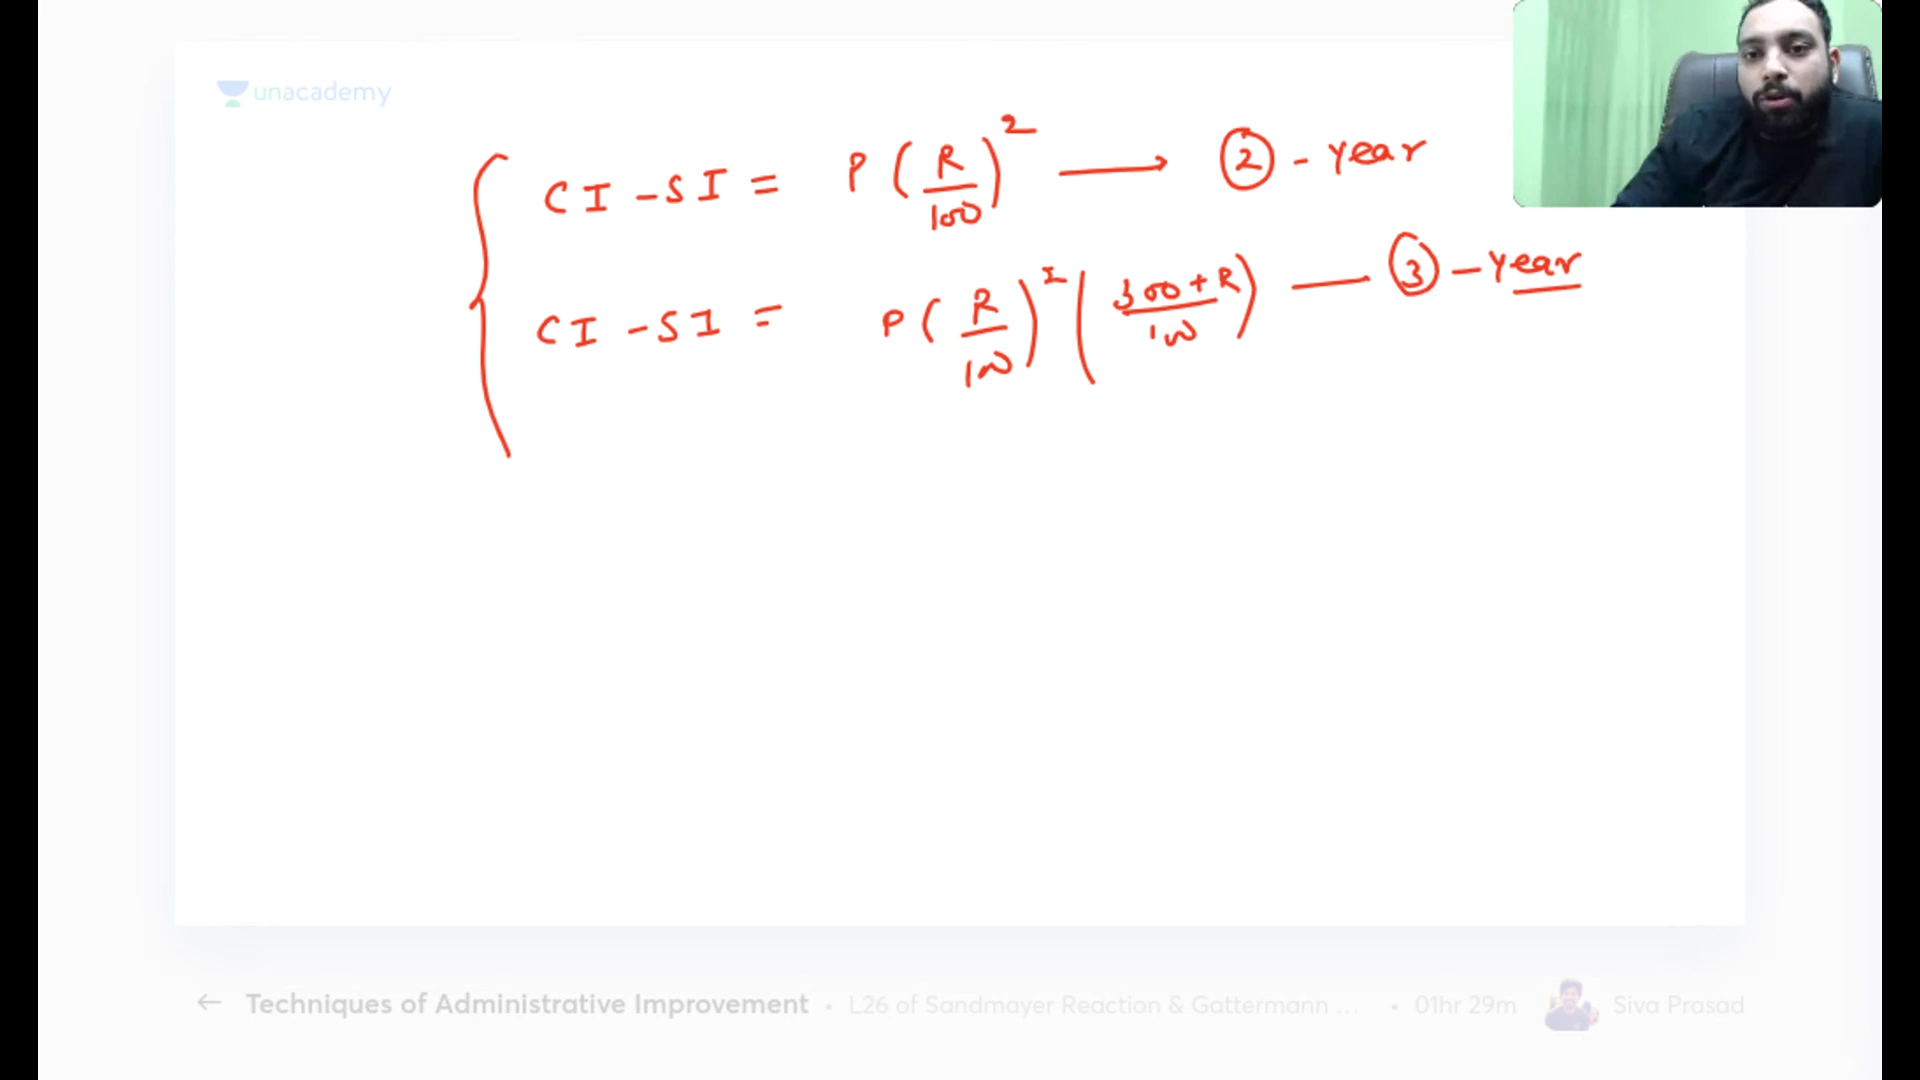 unacademy
CI - SI = P(R/100)^2 → ② - year
CI - SI = P(R/100)^2 (300+R/100) — ③ - year
← Techniques of Administrative Improvement • L26 of Sandmayer Reaction & Gattermann ... • 01hr 29m Siva Prasad